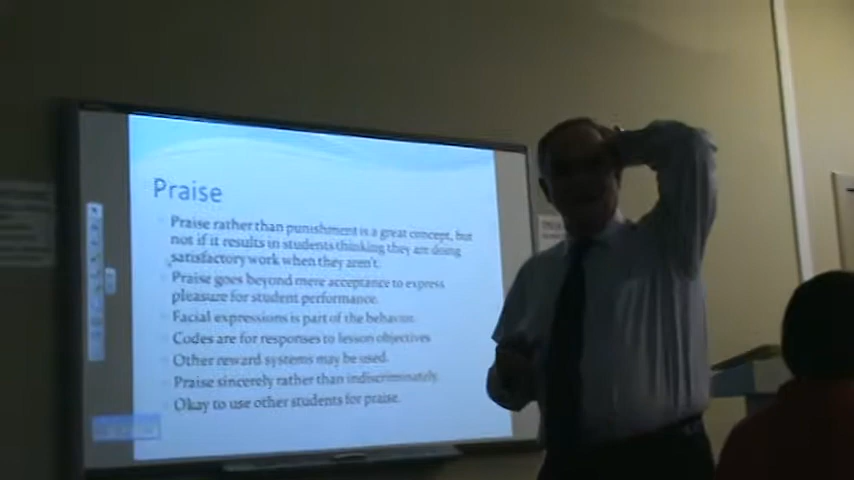 Praise
Praise rather than punishment is a great concept, but
not if it results in students thinking they are doing
satisfactory work when they aren't.
Praise goes beyond mere acceptance to express
pleasure for student performance.
Facial expressions is part of the behavior.
Codes are for responses to lesson objectives
Other reward systems may be used.
Praise sincerely rather than indiscriminately.
Okay to use other students for praise.